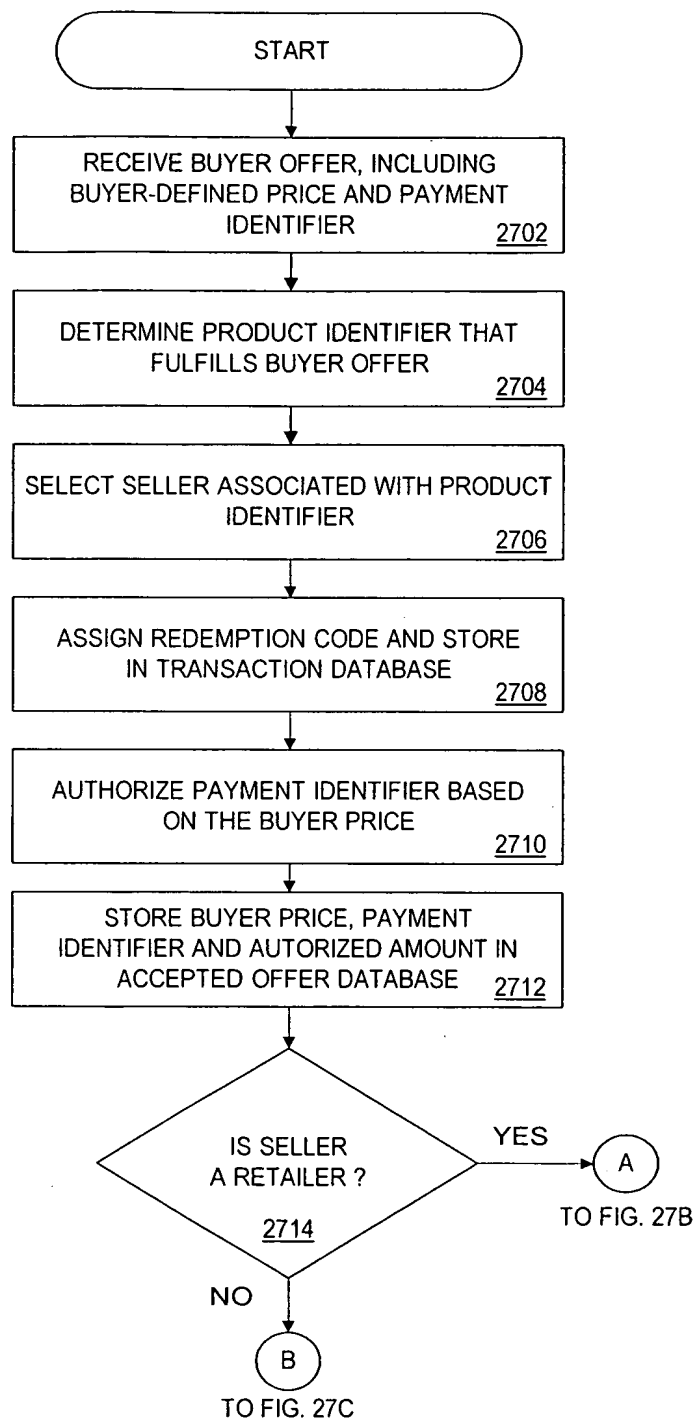 START
RECEIVE BUYER OFFER, INCLUDING
BUYER-DEFINED PRICE AND PAYMENT
IDENTIFIER
2702
DETERMINE PRODUCT IDENTIFIER THAT
FULFILLS BUYER OFFER
2704
SELECT SELLER ASSOCIATED WITH PRODUCT
IDENTIFIER
2706
ASSIGN REDEMPTION CODE AND STORE
IN TRANSACTION DATABASE
2708
AUTHORIZE PAYMENT IDENTIFIER BASED
ON THE BUYER PRICE
2710
STORE BUYER PRICE, PAYMENT
IDENTIFIER AND AUTORIZED AMOUNT IN
ACCEPTED OFFER DATABASE
2712
IS SELLER
A RETAILER ?
2714
YES
A
TO FIG. 27B
NO
B
TO FIG. 27C